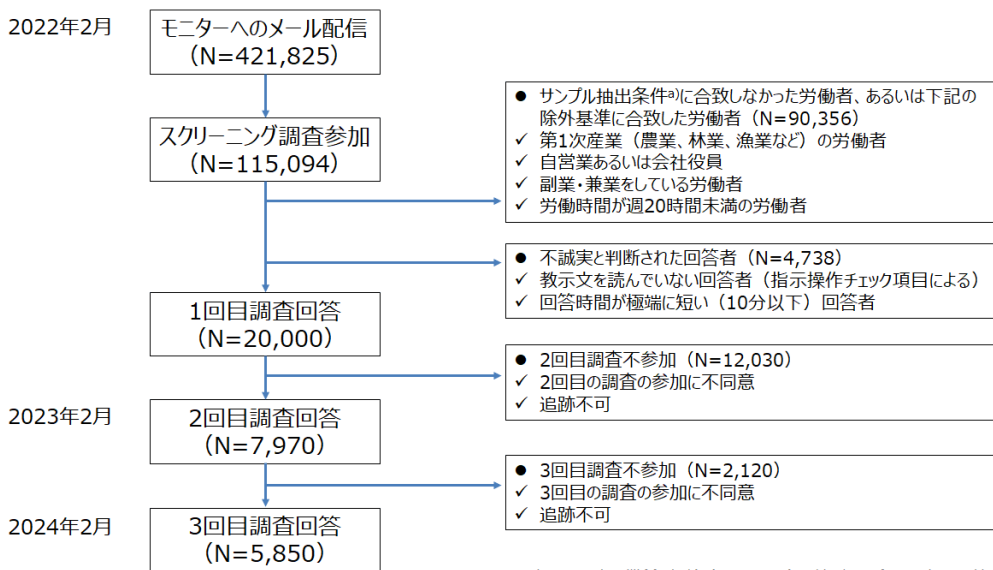 2022年2月
モニターへのメール配信
（N=421,825）
スクリーニング調査参加
（N=115,094）
● サンプル抽出条件a)に合致しなかった労働者、あるいは下記の
除外基準に合致した労働者（N=90,356）
✓ 第1次産業（農業、林業、漁業など）の労働者
✓ 自営業あるいは会社役員
✓ 副業・兼業をしている労働者
✓ 労働時間が週20時間未満の労働者
● 不誠実と判断された回答者（N=4,738）
✓ 教示文を読んでいない回答者（指示操作チェック項目による）
✓ 回答時間が極端に短い（10分以下）回答者
1回目調査回答
（N=20,000）
● 2回目調査不参加（N=12,030）
✓ 2回目の調査の参加に不同意
✓ 追跡不可
2023年2月
2回目調査回答
（N=7,970）
● 3回目調査不参加（N=2,120）
✓ 3回目の調査の参加に不同意
✓ 追跡不可
2024年2月
3回目調査回答
（N=5,850）